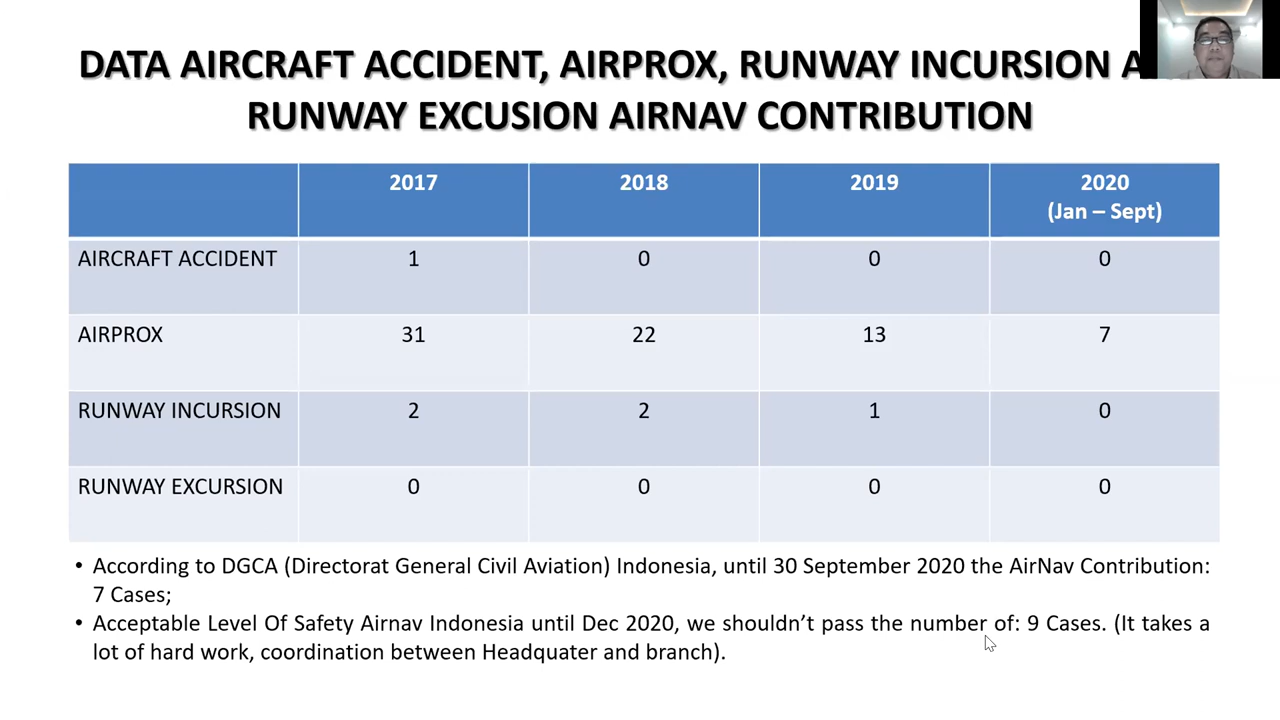 DATA AIRCRAFT ACCIDENT, AIRPROX, RUNWAY INCURSION
RUNWAY EXCUSION AIRNAV CONTRIBUTION
2017 2018 2019 2020
(Jan – Sept)
AIRCRAFT ACCIDENT 1 0 0 0
AIRPROX 31 22 13 7
RUNWAY INCURSION 2 2 1 0
RUNWAY EXCURSION 0 0 0 0
• According to DGCA (Directorat General Civil Aviation) Indonesia, until 30 September 2020 the AirNav Contribution:
7 Cases;
• Acceptable Level Of Safety Airnav Indonesia until Dec 2020, we shouldn’t pass the number of: 9 Cases. (It takes a
lot of hard work, coordination between Headquater and branch).